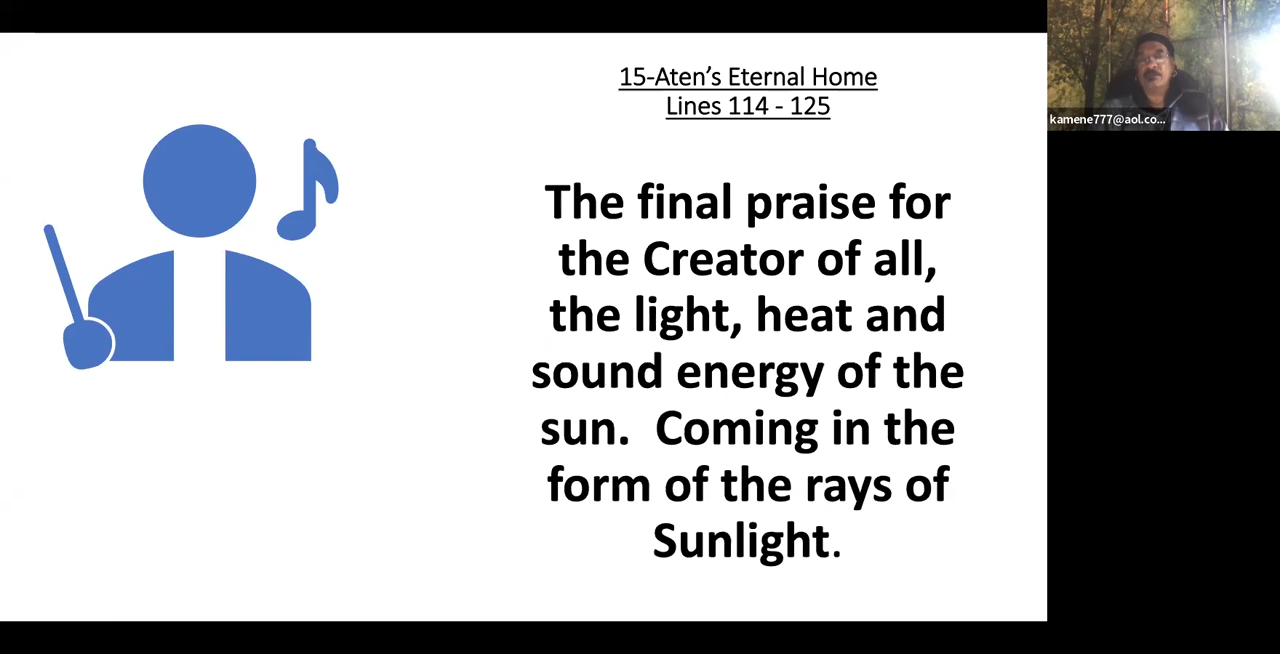 15-Aten’s Eternal Home
Lines 114 - 125
The final praise for
the Creator of all,
the light, heat and
sound energy of the
sun.  Coming in the
form of the rays of
Sunlight.
kamene777@aol.co...